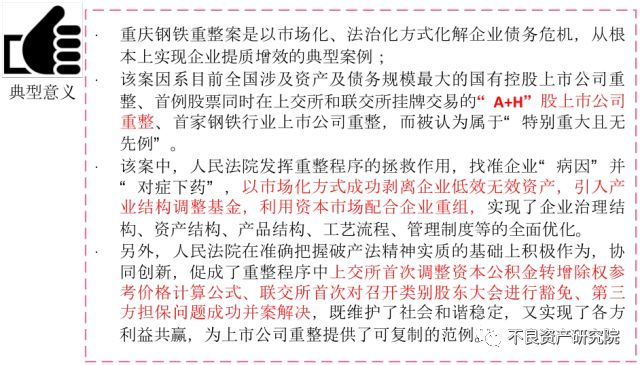 典型意义
· 重庆钢铁重整案是以市场化、法治化方式化解企业债务危机，从根
本上实现企业提质增效的典型案例；
· 该案因系目前全国涉及资产及债务规模最大的国有控股上市公司重
整、首例股票同时在上交所和联交所挂牌交易的“A+H”股上市公司
重整、首家钢铁行业上市公司重整，而被认为属于“特别重大且无
先例”。
· 该案中，人民法院发挥重整程序的拯救作用，找准企业“病因”并
“对症下药”，以市场化方式成功剥离企业低效无效资产，引入产
业结构调整基金，利用资本市场配合企业重组，实现了企业治理结
构、资产结构、产品结构、工艺流程、管理制度等的全面优化。
· 另外，人民法院在准确把握破产法精神实质的基础上积极作为，协
同创新，促成了重整程序中上交所首次调整资本公积金转增除权参
考价格计算公式、联交所首次对召开类别股东大会进行豁免、第三
方担保问题成功并案解决，既维护了社会和谐稳定，又实现了各方
利益共赢，为上市公司重整提供了可复制的范例。
不良资产研究院